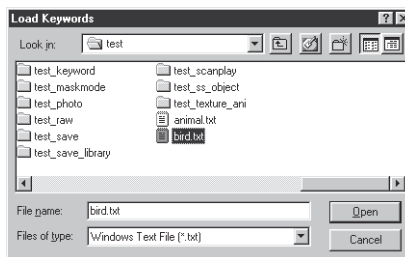 Load Keywords
Look in: test
test_keyword
test_maskmode
test_photo
test_raw
test_save
test_save_library
test_scanplay
test_ss_object
test_texture_ani
animal.txt
bird.txt
File name: bird.txt Open
Files of type: Windows Text File (*.txt) Cancel